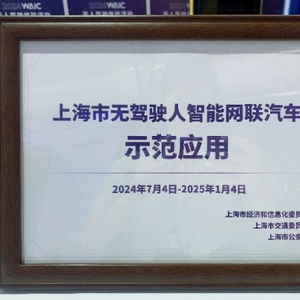 2024 WAIC
上海市无驾驶人智能网联汽车
示范应用
2024年7月4日-2025年1月4日
上海市经济和信息化委员
上海市交通委员
上海市公安